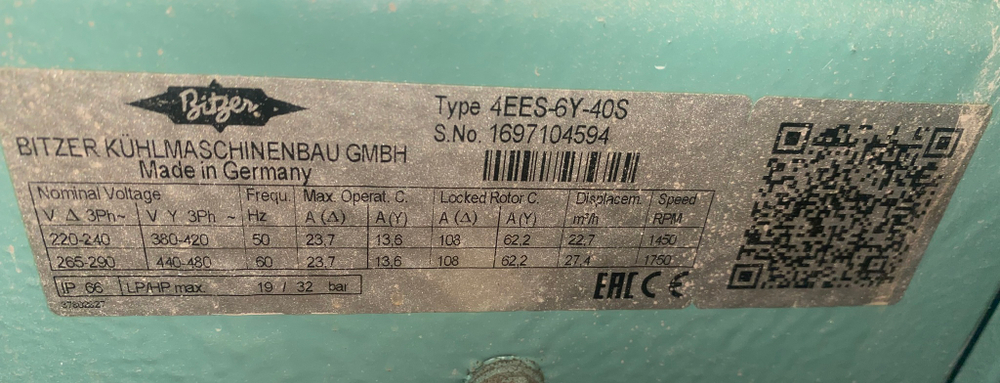 Bitzer
Type 4EES-6Y-40S
S.No. 1697104594
BITZER KÜHLMASCHINENBAU GMBH
Made in Germany
Nominal Voltage Frequ. Max. Operat. C. Locked Rotor C. Displacem. Speed
V Δ 3Ph~ V Y 3Ph ~ Hz A (Δ) A (Y) A (Δ) A (Y) m³/h RPM
220-240 380-420 50 23,7 13,6 108 62,2 22,7 1450
265-290 440-480 60 23,7 13,6 108 62,2 27,4 1750
IP 66 LP/HP max. 19 / 32 bar
EAC CE